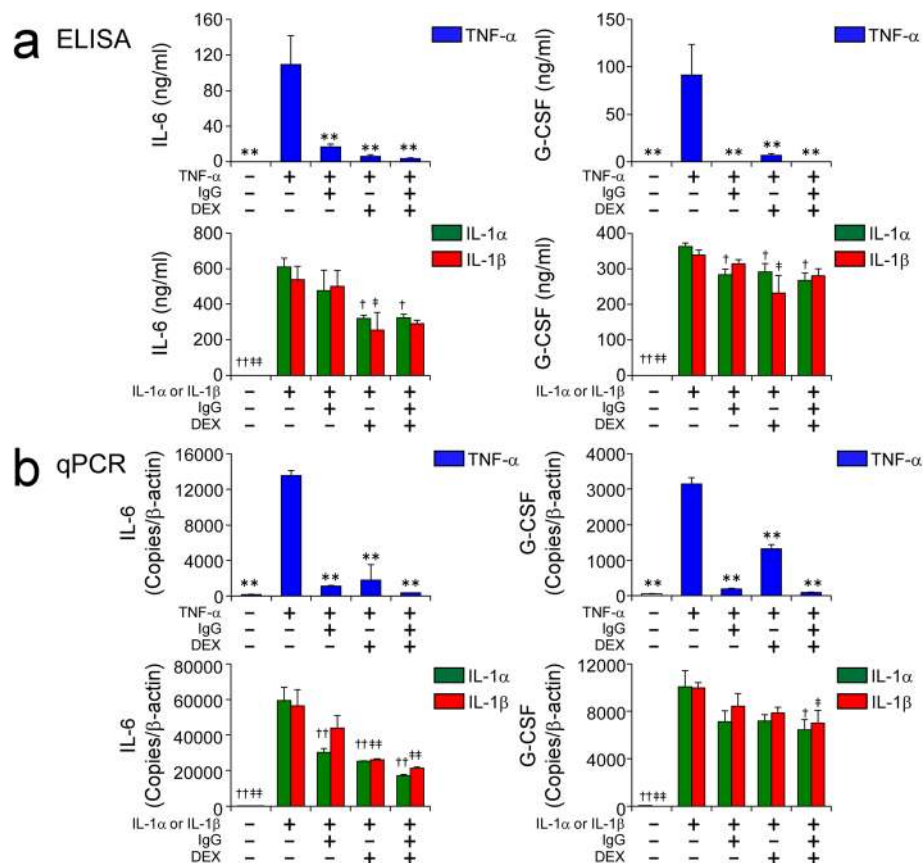 a ELISA
IL-6 (ng/ml)
160
120
80
40
0
TNF-α
**
**
**
**
TNF-α − + + + +
IgG − − + − +
DEX − − − + +
G-CSF (ng/ml)
150
100
50
0
TNF-α
**
**
**
**
TNF-α − + + + +
IgG − − + − +
DEX − − − + +
IL-6 (ng/ml)
800
600
400
200
0
IL-1α
IL-1β
††‡‡
† ‡
†
IL-1α or IL-1β − + + + +
IgG − − + − +
DEX − − − + +
G-CSF (ng/ml)
400
300
200
100
0
IL-1α
IL-1β
††‡‡
†
† ‡
†
IL-1α or IL-1β − + + + +
IgG − − + − +
DEX − − − + +
b qPCR
IL-6
(Copies/β-actin)
12000
8000
4000
0
16000
TNF-α
**
**
**
**
TNF-α − + + + +
IgG − − + − +
DEX − − − + +
G-CSF
(Copies/β-actin)
4000
3000
2000
1000
0
TNF-α
**
**
**
**
TNF-α − + + + +
IgG − − + − +
DEX − − − + +
IL-6
(Copies/β-actin)
80000
60000
40000
20000
0
IL-1α
IL-1β
††‡‡
††
††‡‡
†† ‡‡
IL-1α or IL-1β − + + + +
IgG − − + − +
DEX − − − + +
G-CSF
(Copies/β-actin)
12000
8000
4000
0
IL-1α
IL-1β
††‡‡
† ‡
IL-1α or IL-1β − + + + +
IgG − − + − +
DEX − − − + +